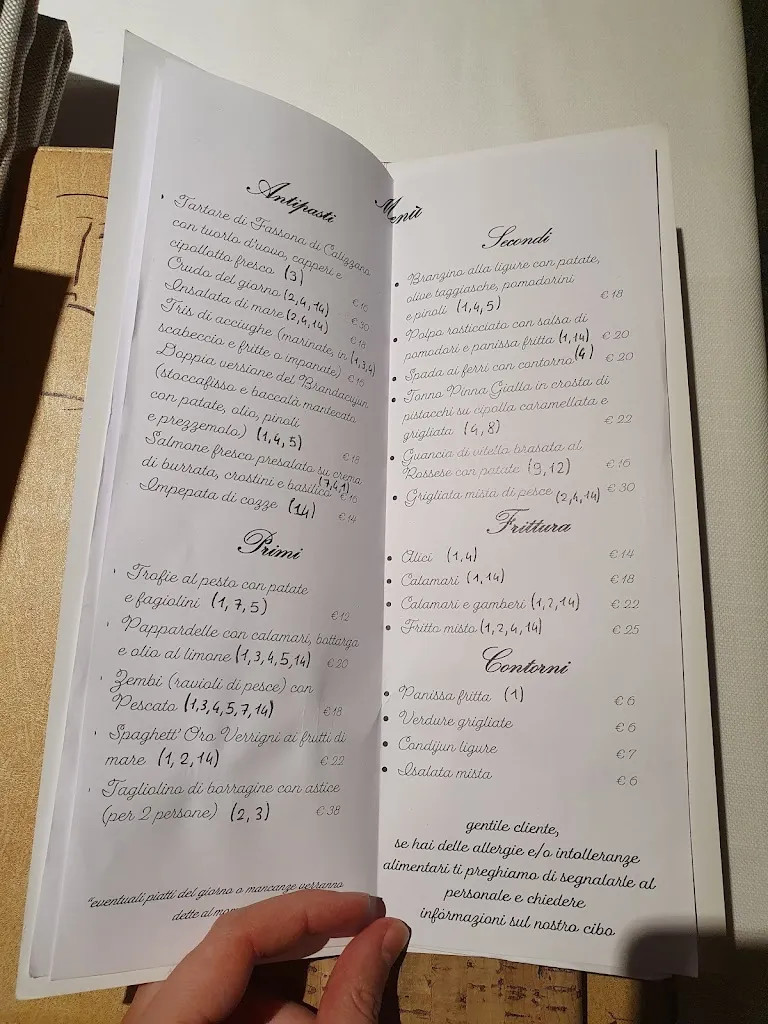 Antipasti
Tartare di Fassona di Calizzano
con tuorlo d'uovo, capperi e
cipollotto fresco (3) €16
Crudo del giorno (2,4,14) €30
Insalata di mare (2,4,14) €18
Tris di acciughe (marinate, in (1,3,4)
scabeccio e fritte o impanate) €16
Doppia versione del Brandacujun
(stoccafisso e baccalà mantecato
con patate, olio, pinoli
e prezzemolo) (1,4,5) €18
Salmone fresco presalato su crema
di burrata, crostini e basilico (7,4,1) €16
Impepata di cozze (14) €14
Primi
Trofie al pesto con patate
e fagiolini (1,7,5) €12
Pappardelle con calamari, bottarga
e olio al limone (1,3,4,5,14) €20
Zembi (ravioli di pesce) con
Pescato (1,3,4,5,7,14) €18
Spaghett' Oro Verrigni ai frutti di
mare (1,2,14) €22
Tagliolino di borragine con astice
(per 2 persone) (2,3) €38
*eventuali piatti del giorno o mancanze verranno
dette al
Menù
Secondi
• Branzino alla ligure con patate,
olive taggiasche, pomodorini
e pinoli (1,4,5) €18
• Polpo rosticciato con salsa di
pomodori e panissa fritta (1,14) €20
• Spada ai ferri con contorno (4) €20
• Tonno Pinna Gialla in crosta di
pistacchi su cipolla caramellata e
grigliata (4,8) €22
• Guancia di vitello brasata al
Rossese con patate (9,12) €16
• Grigliata mista di pesce (2,4,14) €30
Frittura
• Alici (1,4) €14
• Calamari (1,14) €18
• Calamari e gamberi (1,2,14) €22
• Fritto misto (1,2,4,14) €25
Contorni
• Panissa fritta (1) €6
• Verdure grigliate €6
• Condijun ligure €7
• Isalata mista €6
gentile cliente,
se hai delle allergie e/o intolleranze
alimentari ti preghiamo di segnalarle al
personale e chiedere
informazioni sul nostro cibo